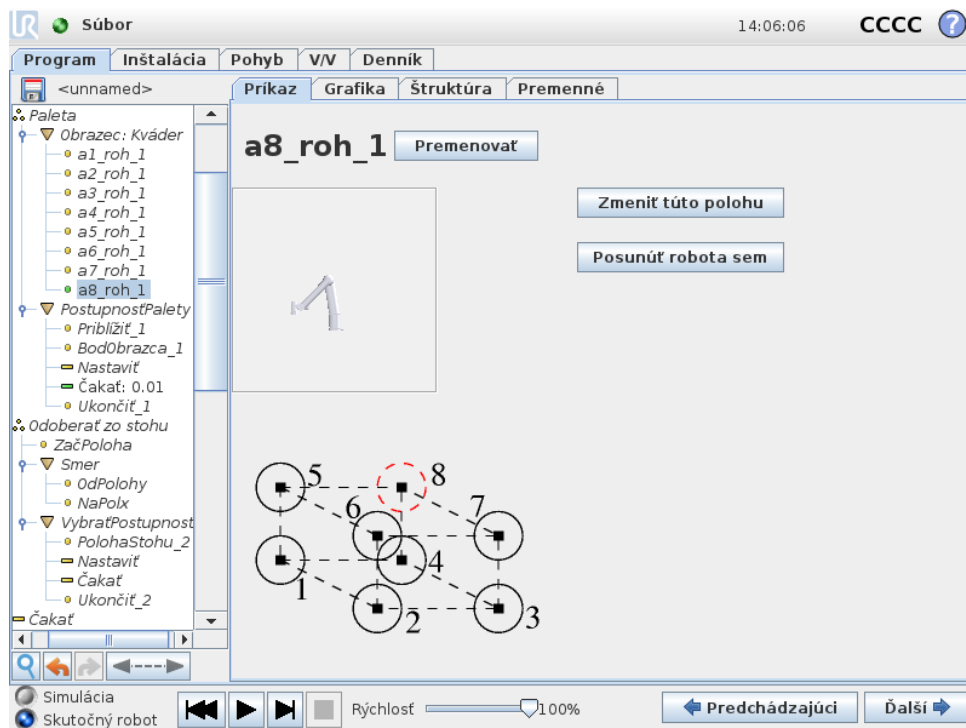 UR Súbor 14:06:06 CCCC ?
Program Inštalácia Pohyb V/V Denník
<unnamed>
Príkaz Grafika Štruktúra Premenné
Paleta
Obrazec: Kváder
a1_roh_1
a2_roh_1
a3_roh_1
a4_roh_1
a5_roh_1
a6_roh_1
a7_roh_1
a8_roh_1
PostupnosťPalety
Priblížiť_1
BodObrazca_1
Nastaviť
Čakať: 0.01
Ukončiť_1
Odoberať zo stohu
ZačPoloha
Smer
OdPolohy
NaPolx
VybraťPostupnost
PolohaStohu_2
Nastaviť
Čakať
Ukončiť_2
Čakať
a8_roh_1 Premenovať
Zmeniť túto polohu
Posunúť robota sem
5 8
6 7
1 4
2 3
Simulácia
Skutočný robot
Rýchlosť 100%
Predchádzajúci Ďalší